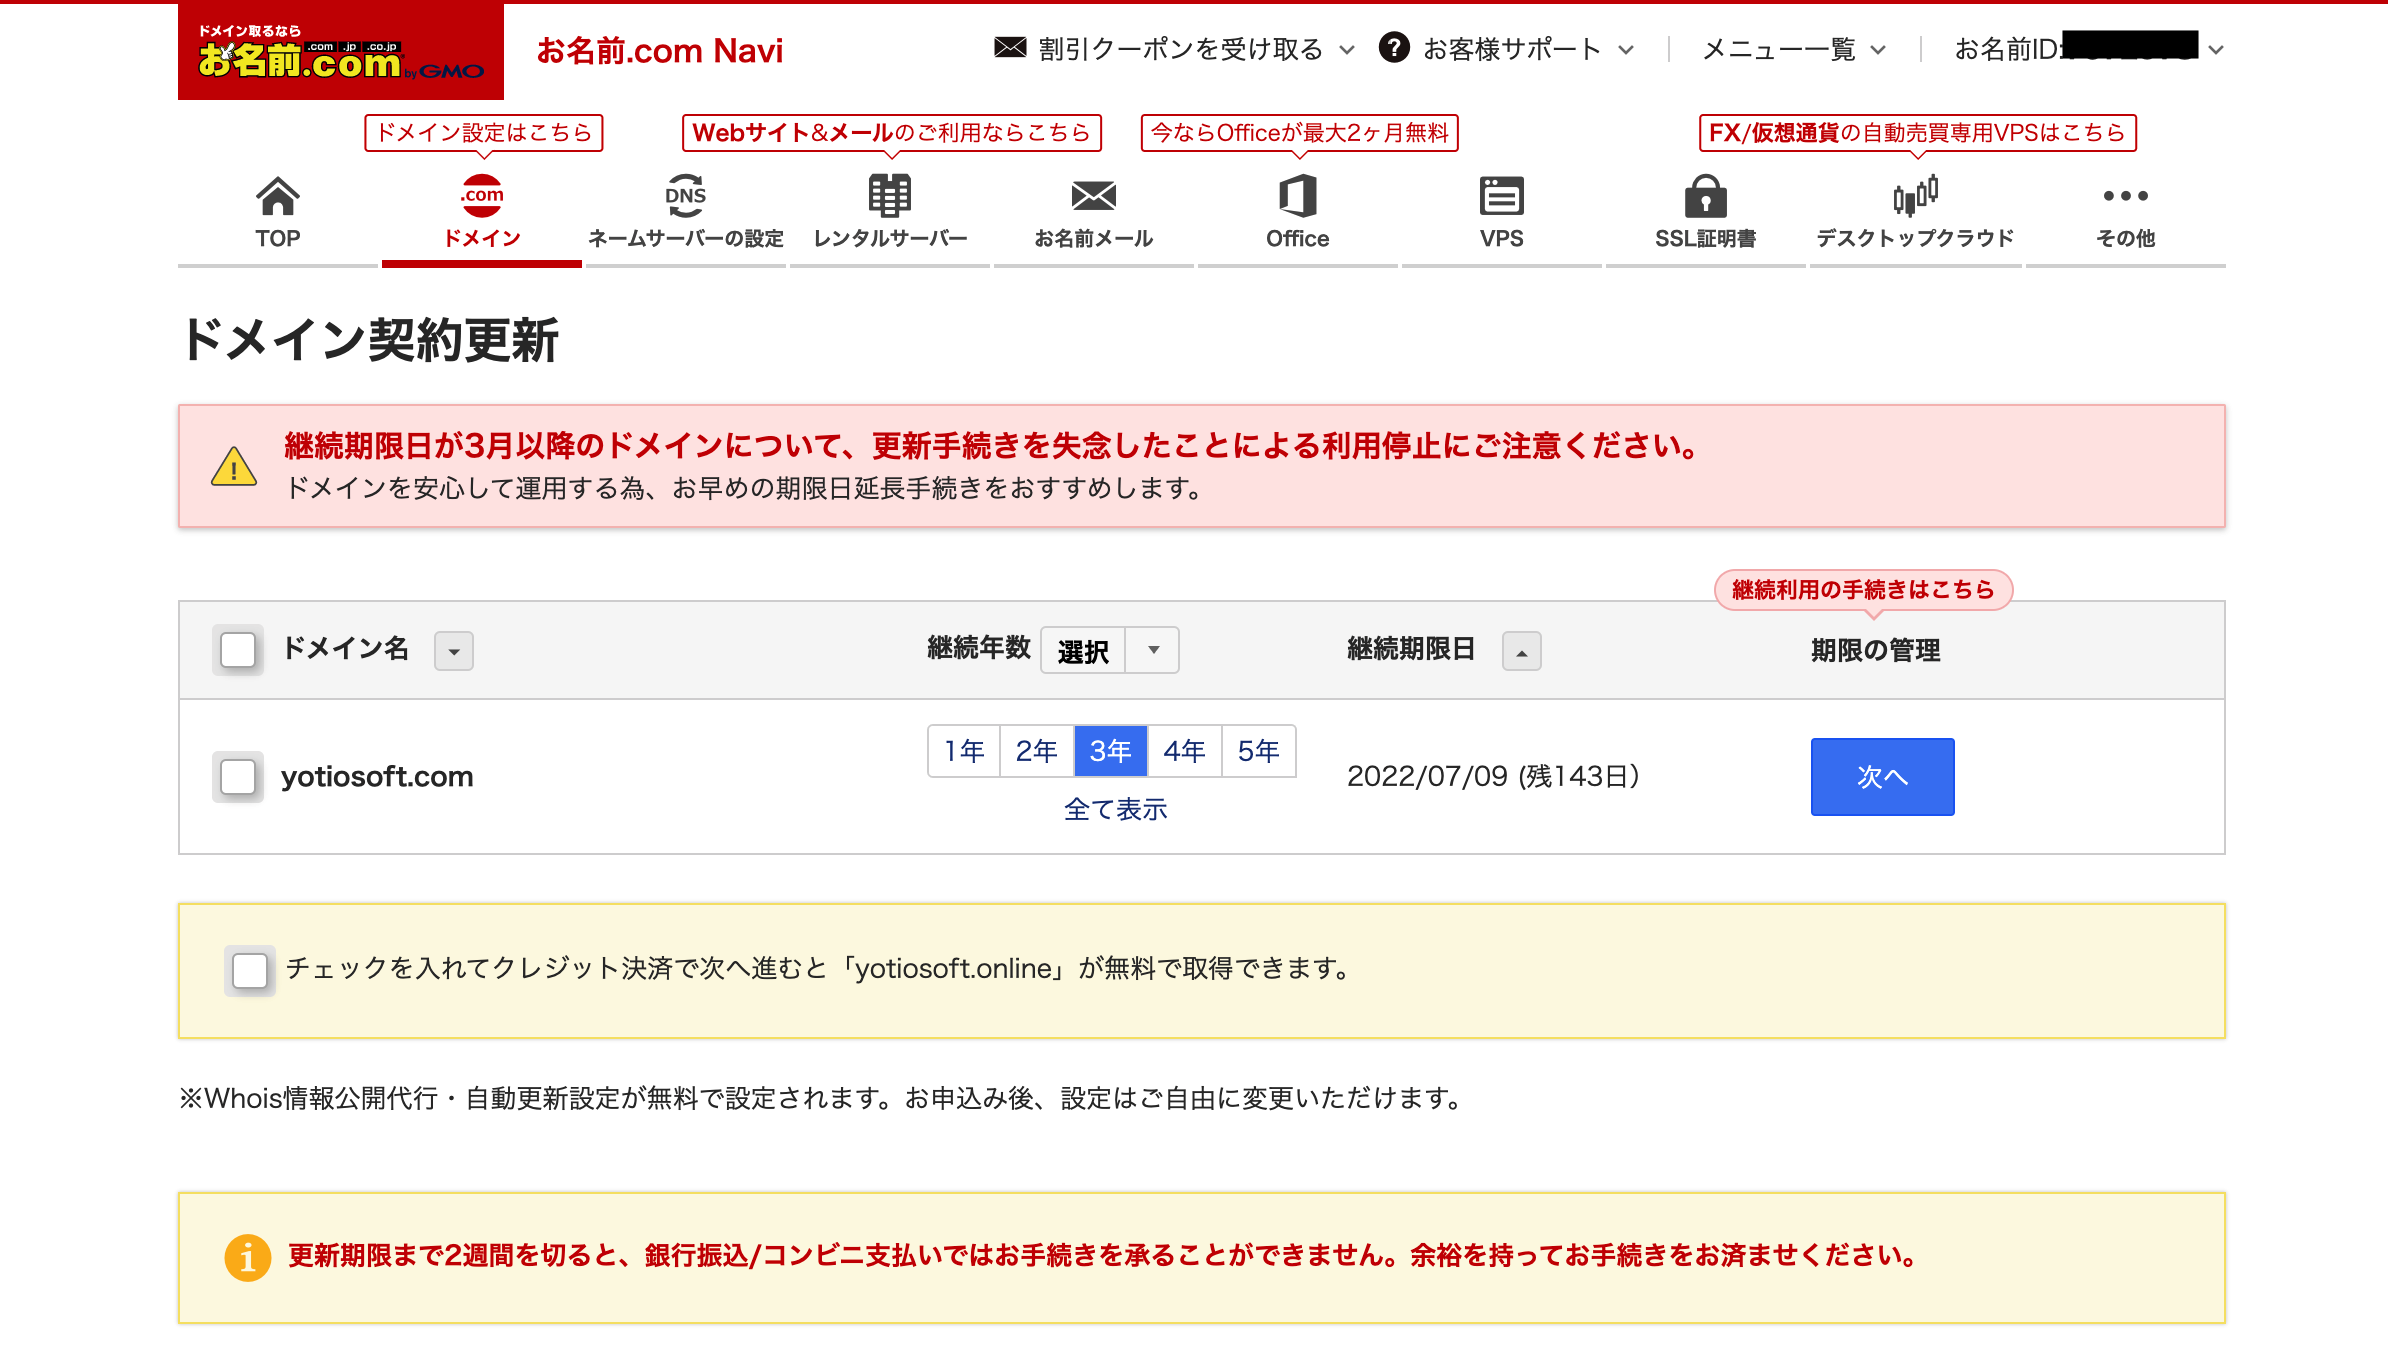 ドメイン取るなら
お名前.com
.com .jp .co.jp
by GMO
お名前.com Navi
割引クーポンを受け取る
お客様サポート
メニュー一覧
お名前ID:
ドメイン設定はこちら
Webサイト&メールのご利用ならこちら
今ならOfficeが最大2ヶ月無料
FX/仮想通貨の自動売買専用VPSはこちら
.com
DNS
TOP
ドメイン
ネームサーバーの設定
レンタルサーバー
お名前メール
Office
VPS
SSL証明書
デスクトップクラウド
その他
ドメイン契約更新
継続期限日が3月以降のドメインについて、更新手続きを失念したことによる利用停止にご注意ください。
ドメインを安心して運用する為、お早めの期限日延長手続きをおすすめします。
継続利用の手続きはこちら
ドメイン名
継続年数
選択
継続期限日
期限の管理
yotiosoft.com
1年
2年
3年
4年
5年
全て表示
2022/07/09 (残143日)
次へ
チェックを入れてクレジット決済で次へ進むと「yotiosoft.online」が無料で取得できます。
※Whois情報公開代行・自動更新設定が無料で設定されます。お申込み後、設定はご自由に変更いただけます。
更新期限まで2週間を切ると、銀行振込/コンビニ支払いではお手続きを承ることができません。余裕を持ってお手続きをお済ませください。